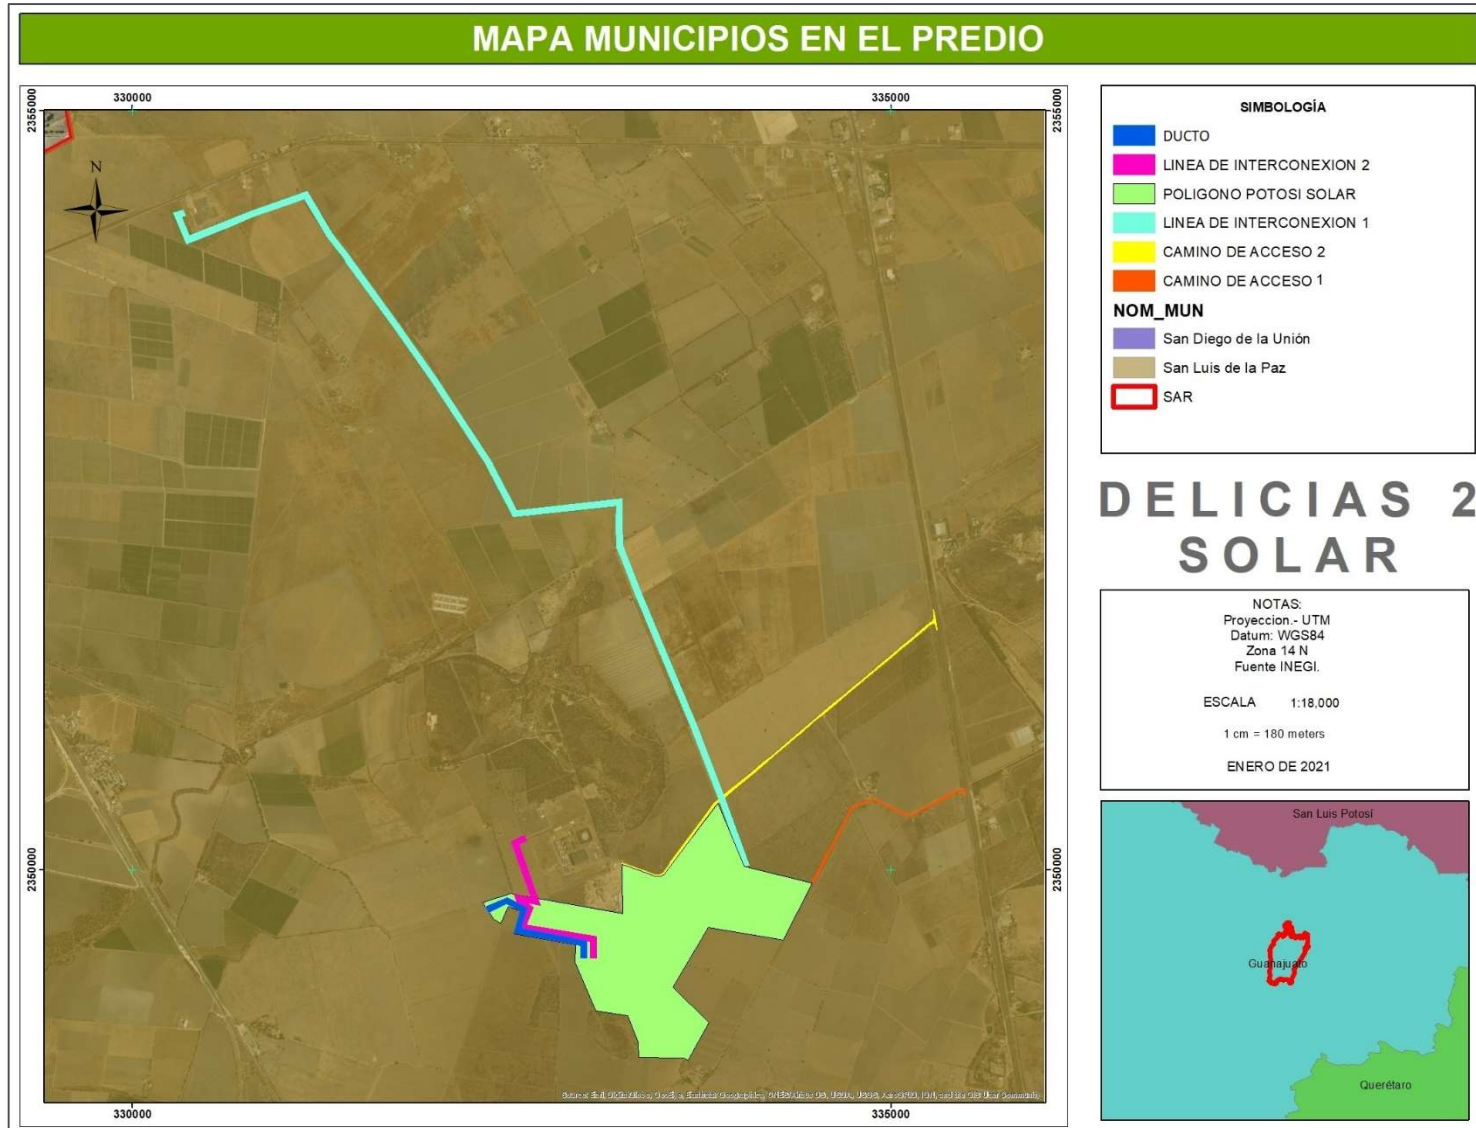 MAPA MUNICIPIOS EN EL PREDIO
330000
335000
2355000
2355000
N
2350000
2350000
330000
335000
SIMBOLOGÍA
DUCTO
LINEA DE INTERCONEXION 2
POLIGONO POTOSI SOLAR
LINEA DE INTERCONEXION 1
CAMINO DE ACCESO 2
CAMINO DE ACCESO 1
NOM_MUN
San Diego de la Unión
San Luis de la Paz
SAR
DELICIAS 2
SOLAR
NOTAS:
Proyeccion.- UTM
Datum: WGS84
Zona 14 N
Fuente INEGI.
ESCALA 1:18,000
1 cm = 180 meters
ENERO DE 2021
San Luis Potosí
Guanajuato
Querétaro